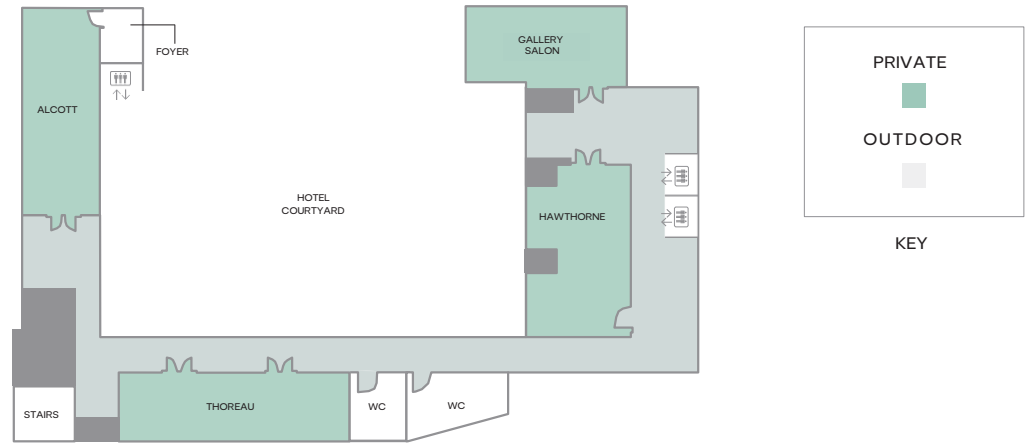 FOYER
ALCOTT
GALLERY
SALON
HOTEL
COURTYARD
HAWTHORNE
STAIRS
THOREAU
WC
WC
PRIVATE
OUTDOOR
KEY